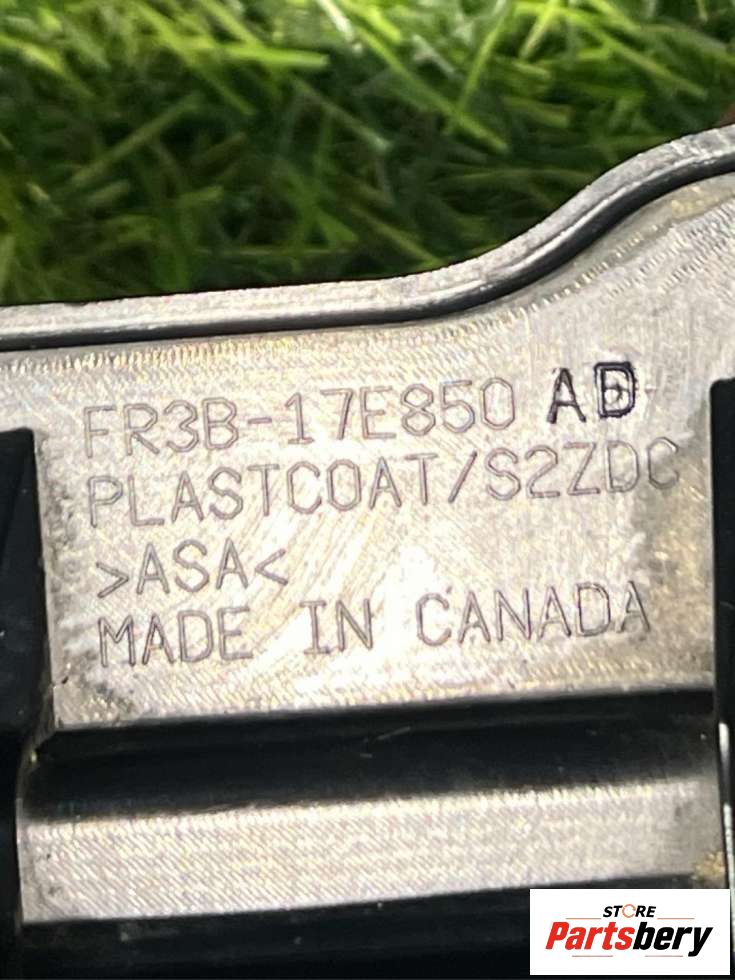 FR3B-17E850 AD
PLASTCOAT/S2ZDC
>ASA<
MADE IN CANADA
STORE
Partsbery